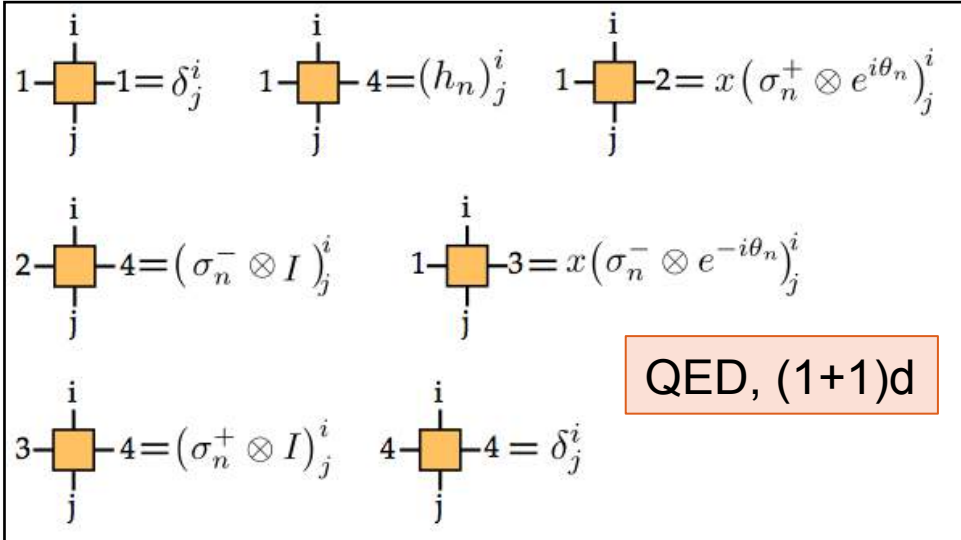 i i i
1 1 = δ^i_j 1 4 = (h_n)^i_j 1 2 = x(σ_n^+ ⊗ e^{iθ_n})^i_j
j j j
i i
2 4 = (σ_n^- ⊗ I)^i_j 1 3 = x(σ_n^- ⊗ e^{-iθ_n})^i_j
j j
QED, (1+1)d
i i
3 4 = (σ_n^+ ⊗ I)^i_j 4 4 = δ^i_j
j j